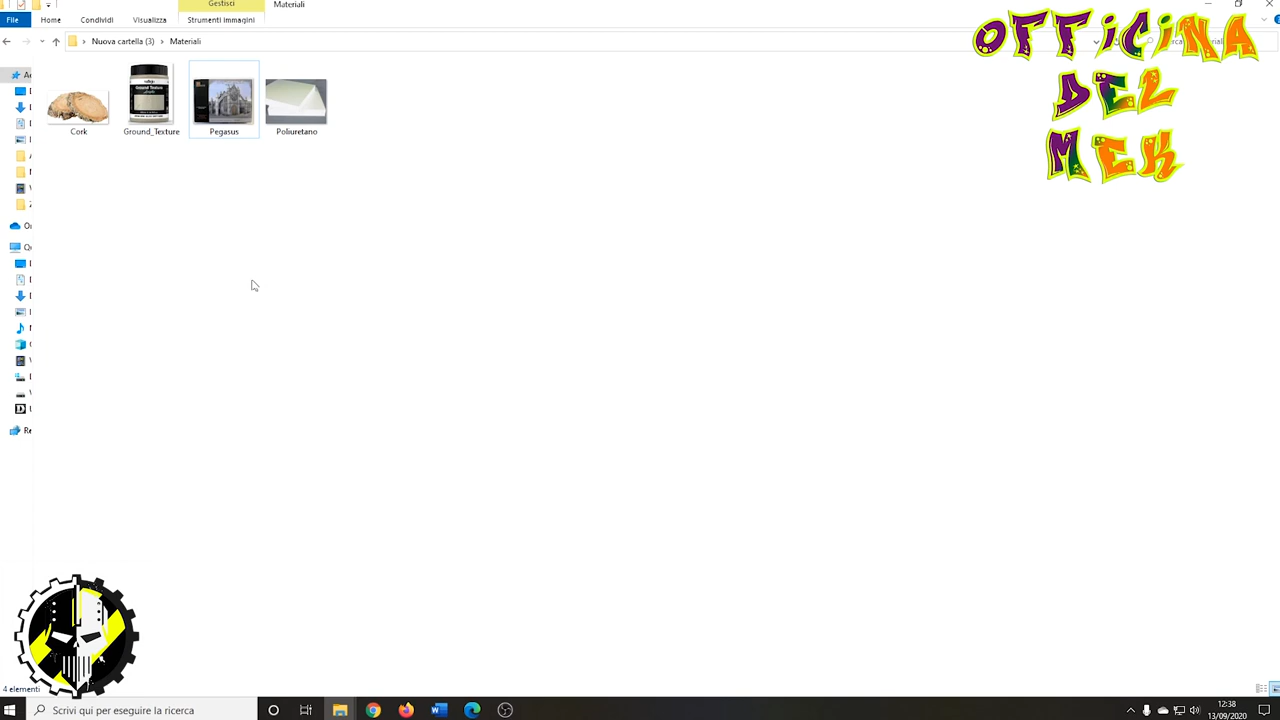 Gestisci
Materiali
File
Home
Condividi
Visualizza
Strumenti immagini
Nuova cartella (3)
Materiali
OFFiCiNA
DEL
MEK
Cork
Ground_Texture
Pegasus
Poliuretano
4 elementi
Scrivi qui per eseguire la ricerca
12:38
13/09/2020